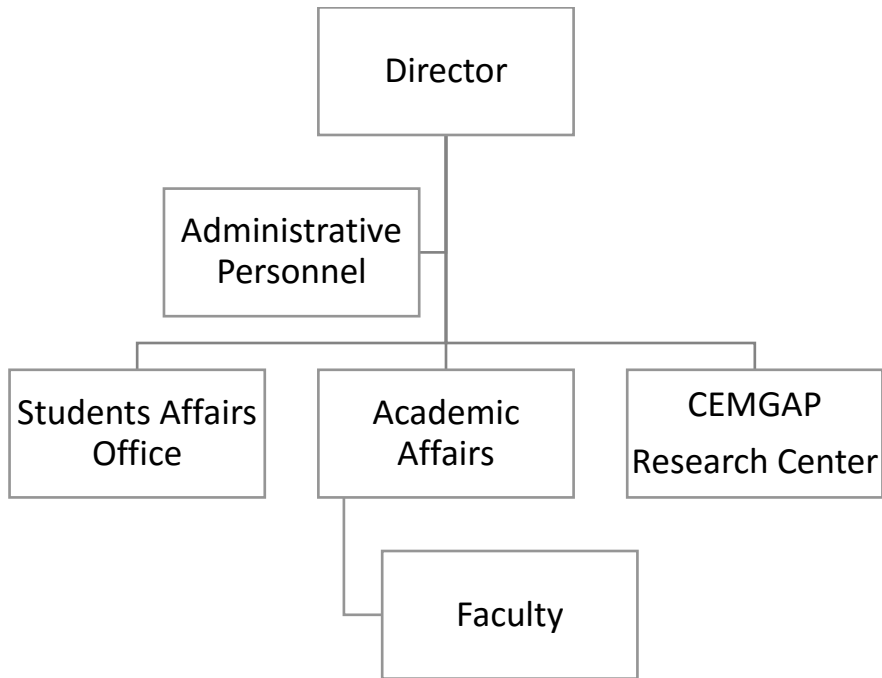 Director
Administrative
Personnel
Students Affairs
Office
Academic
Affairs
CEMGAP
Research Center
Faculty